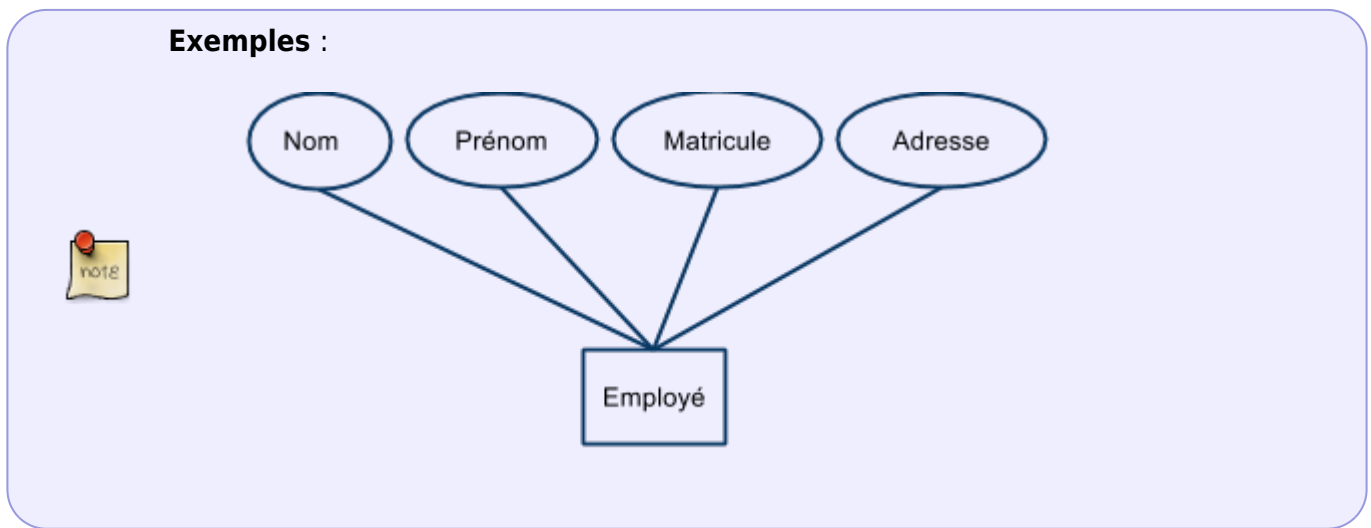 Exemples :
Nom
Prénom
Matricule
Adresse
note
Employé